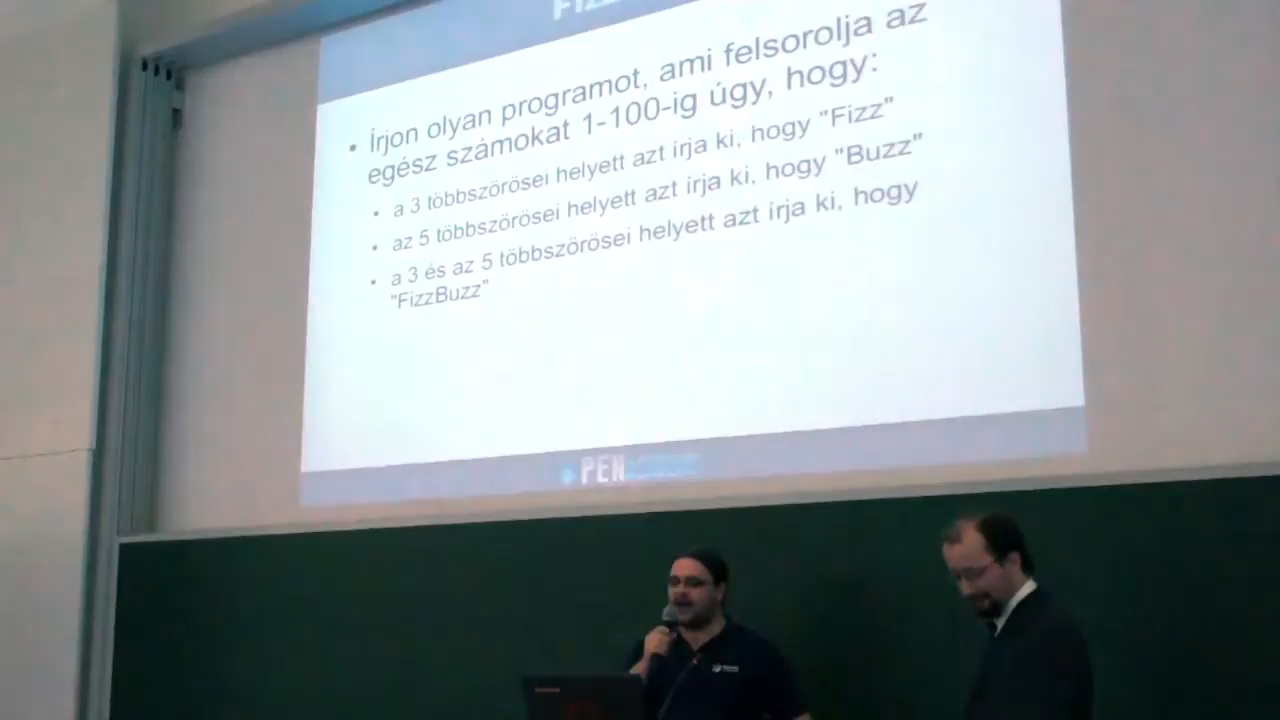 • Írjon olyan programot, ami felsorolja az
egész számokat 1-100-ig úgy, hogy:
• a 3 többszörösei helyett azt írja ki, hogy "Fizz"
• az 5 többszörösei helyett azt írja ki, hogy "Buzz"
• a 3 és az 5 többszörösei helyett azt írja ki, hogy
"FizzBuzz"
PEN